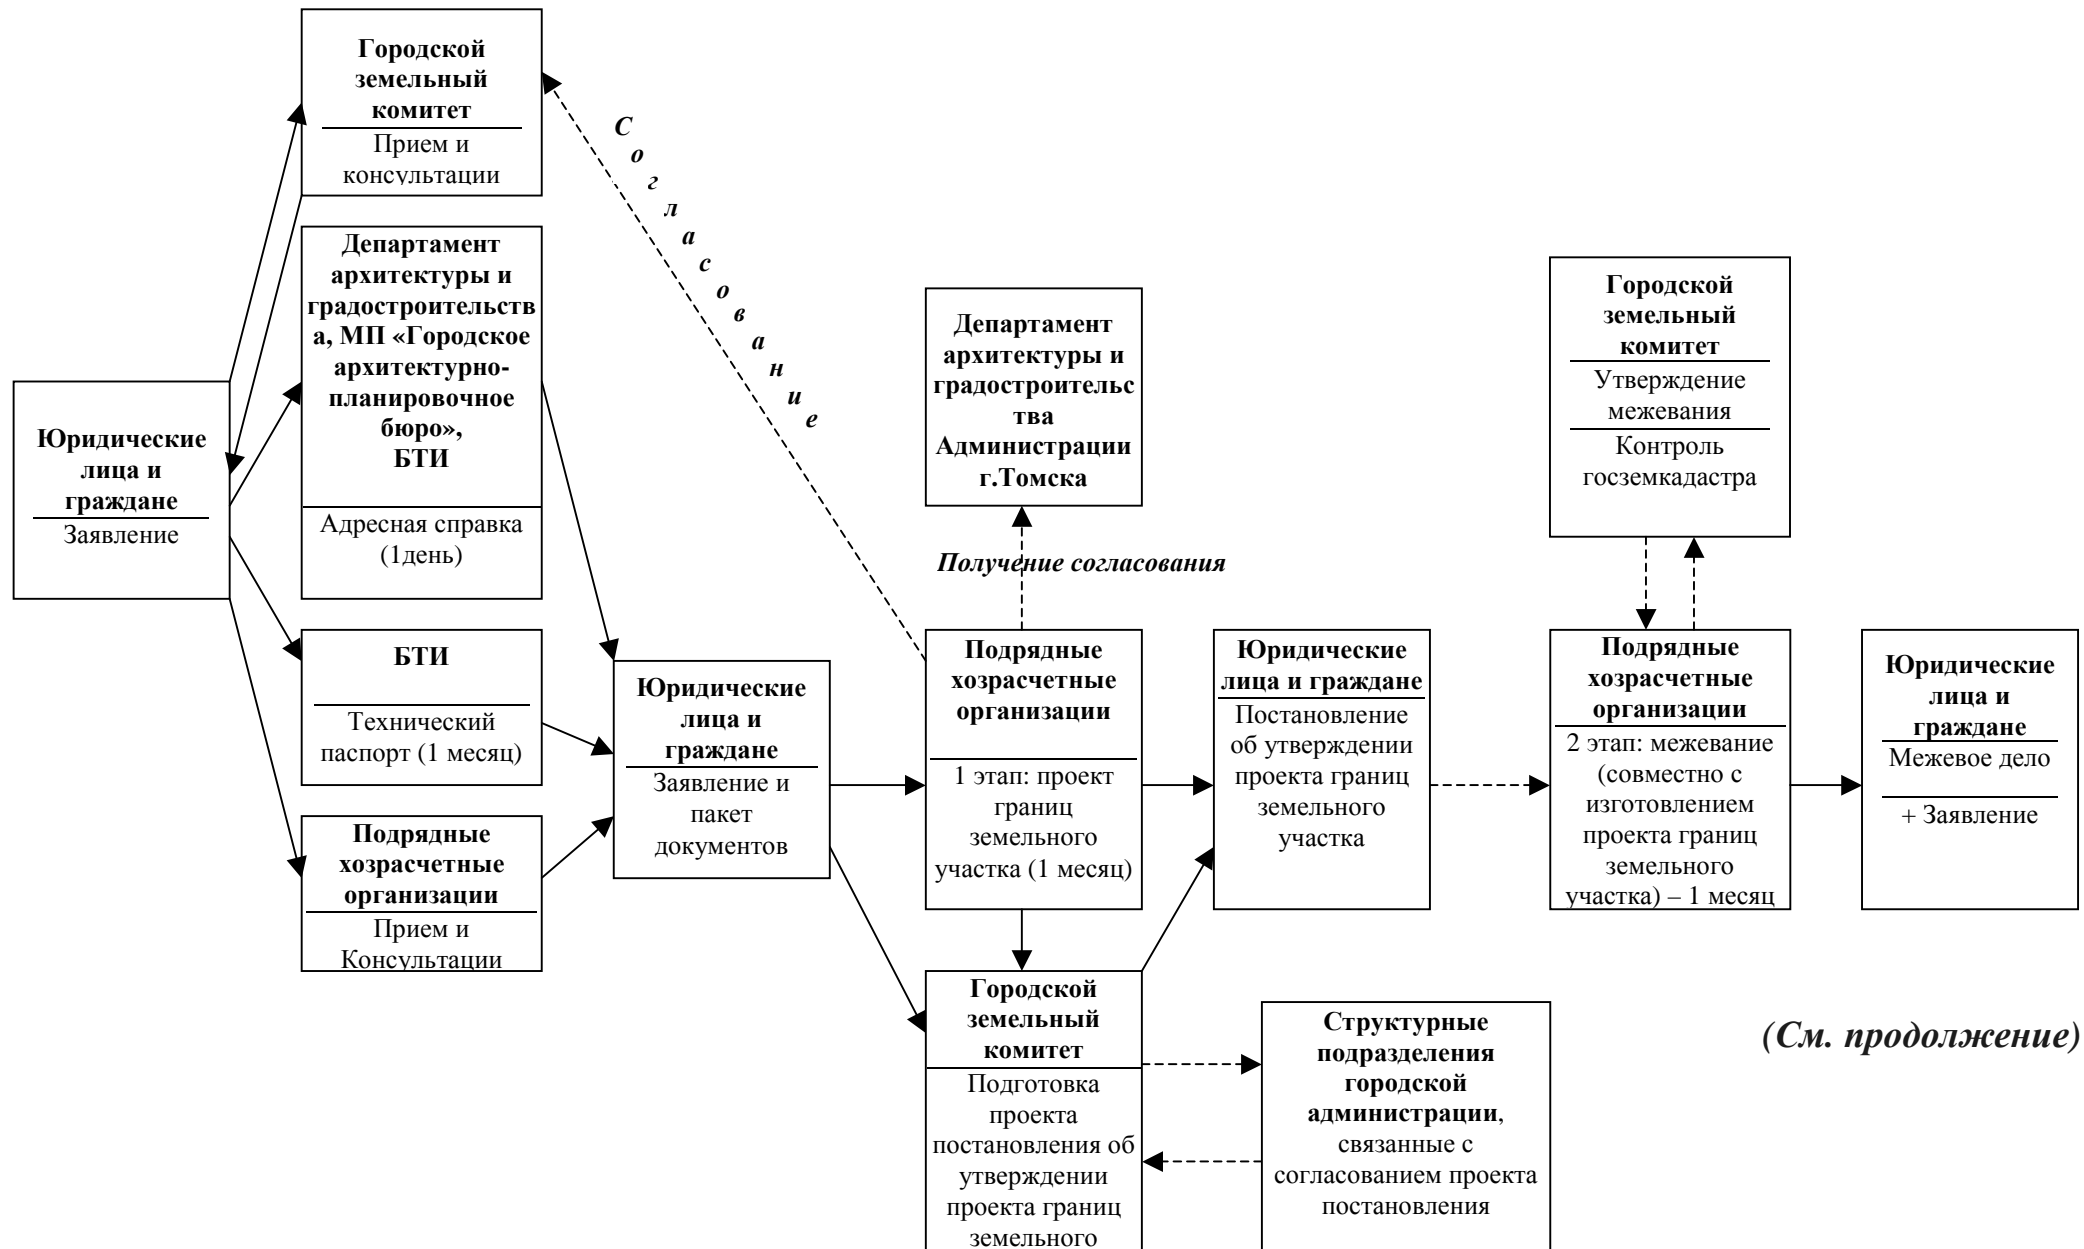 Городской
земельный
комитет
Прием и
консультации
Согласование
Департамент
архитектуры и
градостроительств
а, МП «Городское
архитектурно-
планировочное
бюро»,
БТИ
Адресная справка
(1день)
Юридические
лица и
граждане
Заявление
БТИ
Технический
паспорт (1 месяц)
Подрядные
хозрасчетные
организации
Прием и
Консультации
Юридические
лица и
граждане
Заявление и
пакет
документов
Департамент
архитектуры и
градостроительс
тва
Администрации
г.Томска
Получение согласования
Подрядные
хозрасчетные
организации
1 этап: проект
границ
земельного
участка (1 месяц)
Городской
земельный
комитет
Подготовка
проекта
постановления об
утверждении
проекта границ
земельного
Юридические
лица и граждане
Постановление
об утверждении
проекта границ
земельного
участка
Структурные
подразделения
городской
администрации,
связанные с
согласованием проекта
постановления
Городской
земельный
комитет
Утверждение
межевания
Контроль
госземкадастра
Подрядные
хозрасчетные
организации
2 этап: межевание
(совместно с
изготовлением
проекта границ
земельного
участка) – 1 месяц
Юридические
лица и
граждане
Межевое дело
+ Заявление
(См. продолжение)